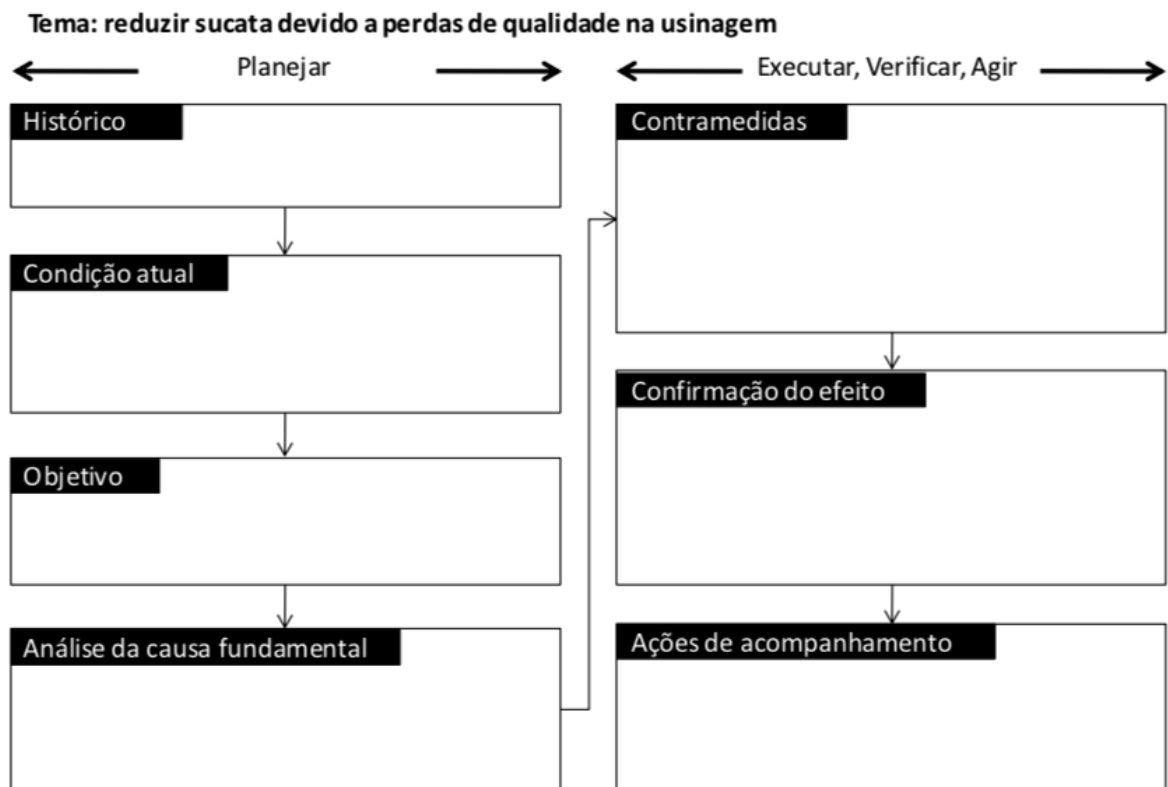 Tema: reduzir sucata devido a perdas de qualidade na usinagem
Planejar
Histórico
Condição atual
Objetivo
Análise da causa fundamental
Executar, Verificar, Agir
Contramedidas
Confirmação do efeito
Ações de acompanhamento